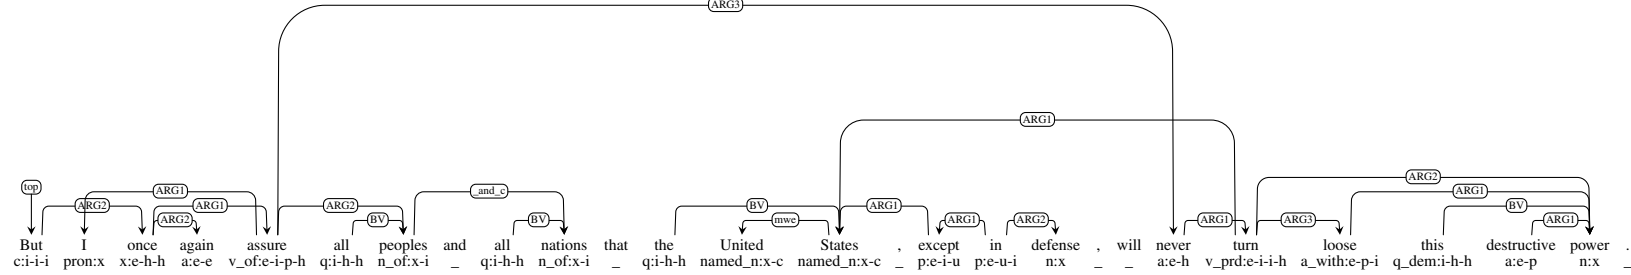 ARG3
ARG1
top ARG2
ARG1 _and_c ARG1
ARG2 ARG1 ARG2 BV BV
ARG2 BV BV mwe ARG1 ARG1 ARG2 ARG1 ARG3 ARG1
But I once again assure all peoples and all nations that the United States , except in defense , will never turn loose this destructive power .
c:i-i-i pron:x x:e-h-h a:e-e v_of:e-i-p-h q:i-h-h n_of:x-i _ q:i-h-h n_of:x-i _ q:i-h-h named_n:x-c named_n:x-c _ p:e-i-u p:e-u-i n:x _ _ a:e-h v_prd:e-i-i-h a_with:e-p-i q_dem:i-h-h a:e-p n:x _